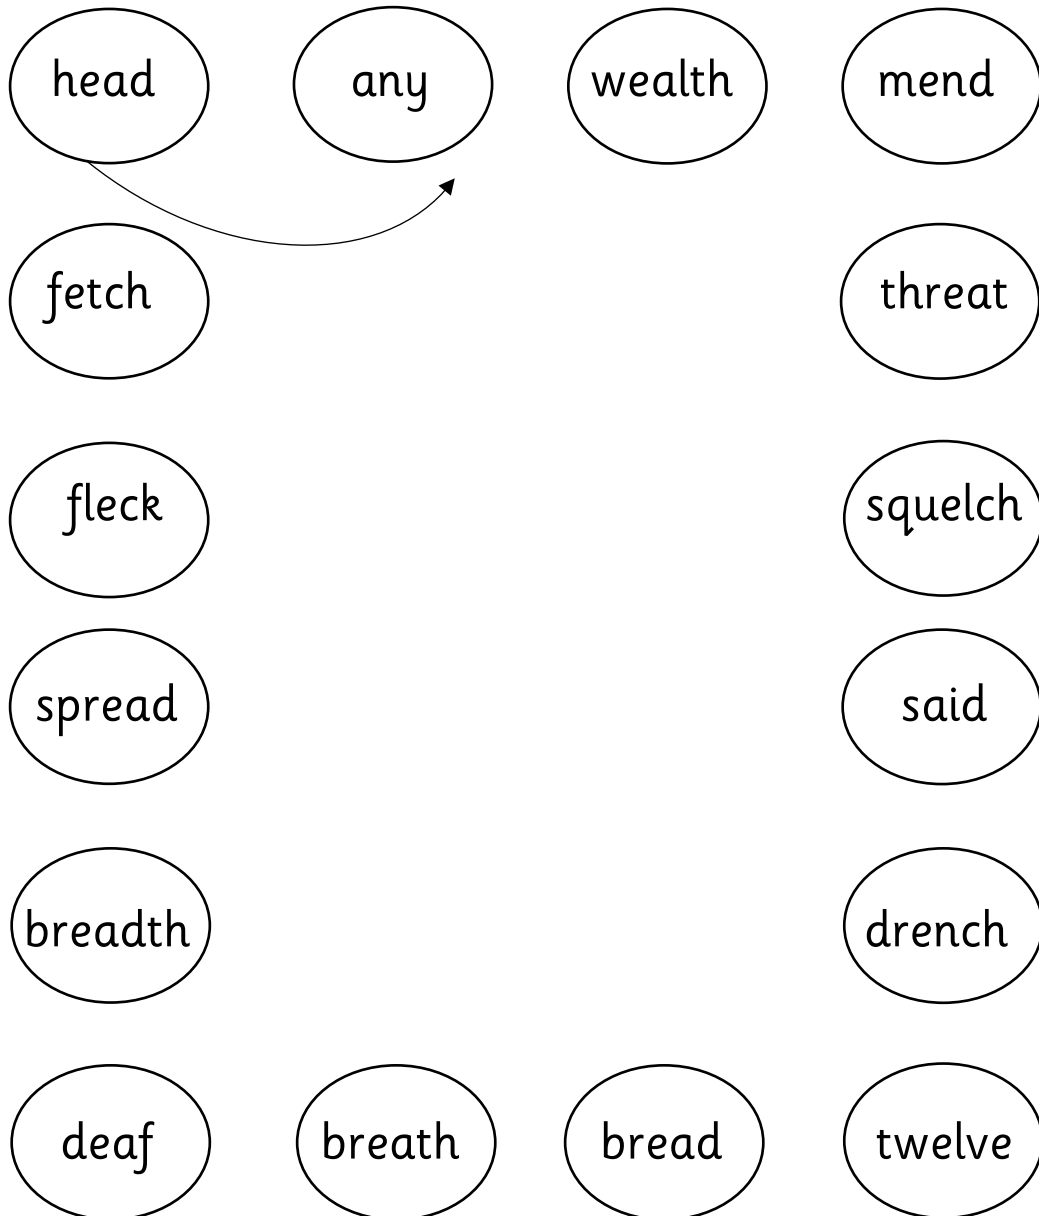 head any wealth mend
fetch threat
fleck squelch
spread said
breadth drench
deaf breath bread twelve